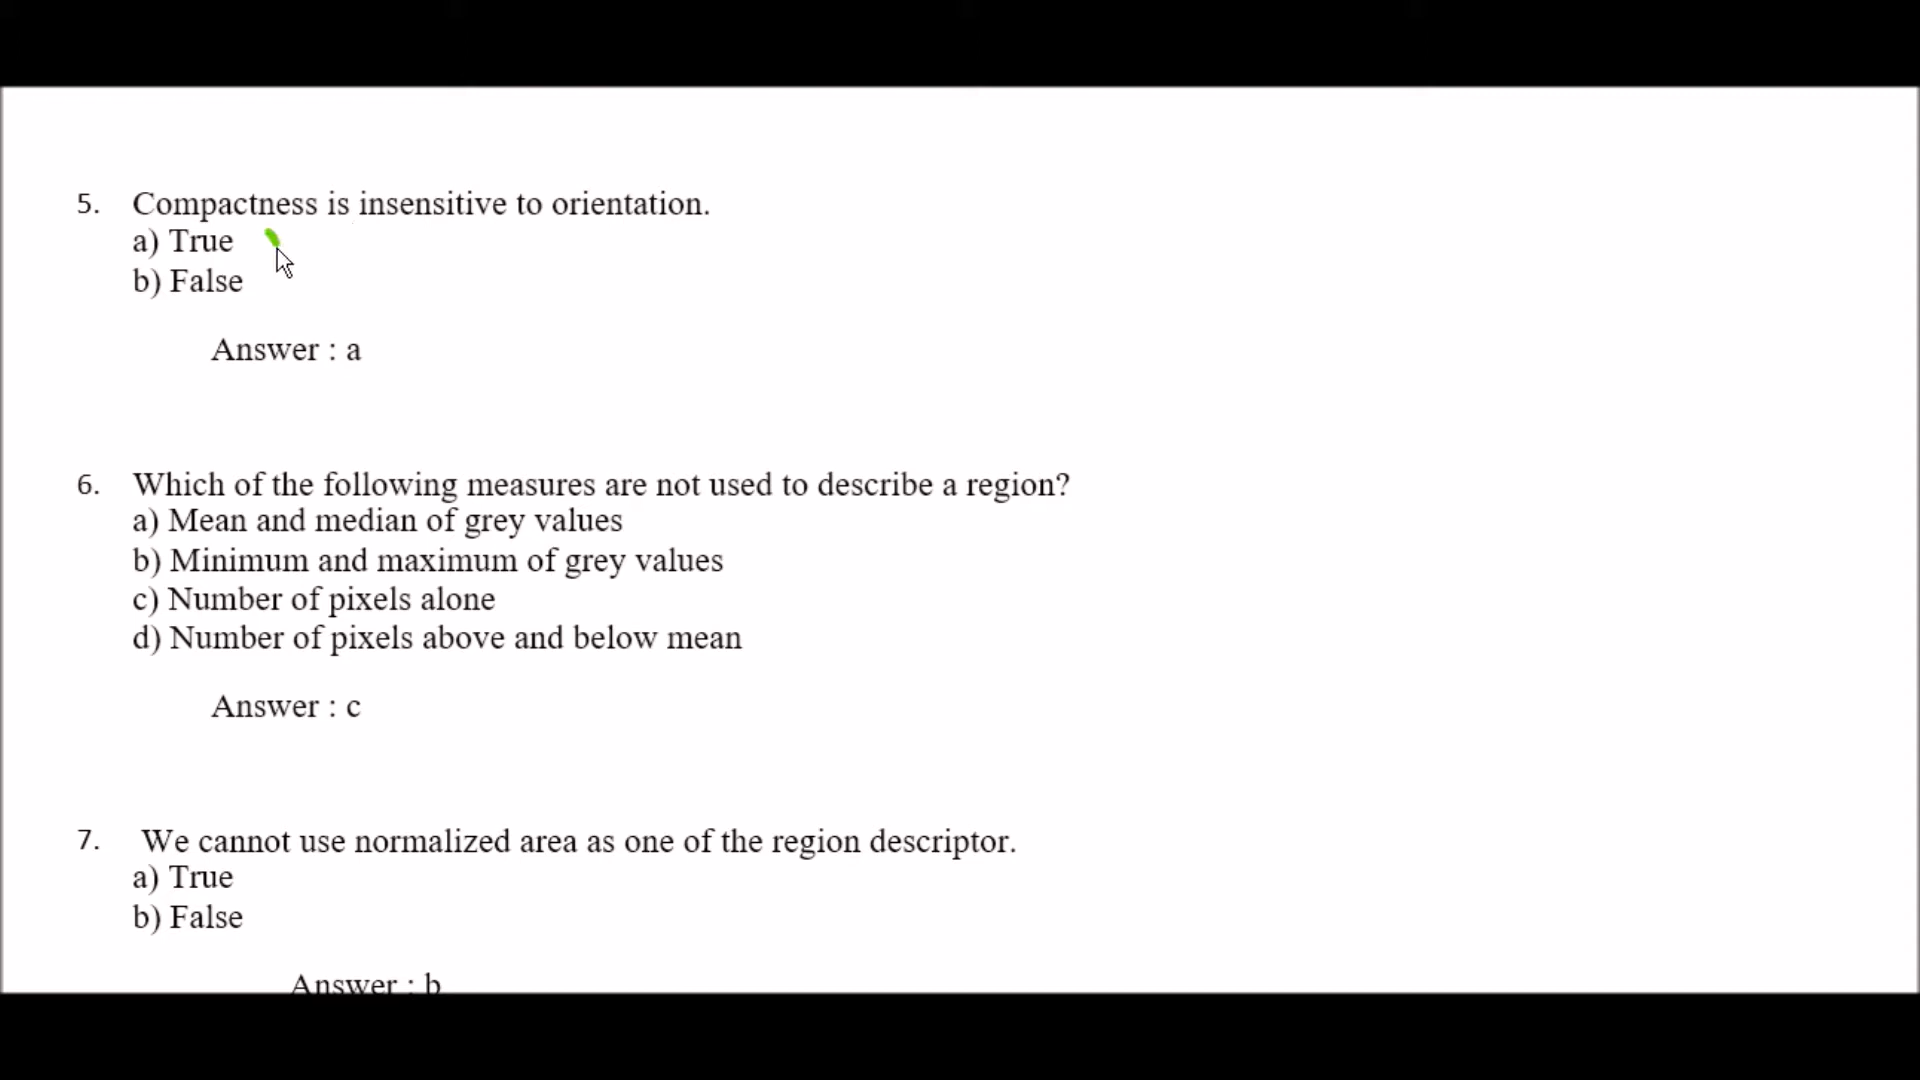 5. Compactness is insensitive to orientation.
a) True
b) False
Answer : a
6. Which of the following measures are not used to describe a region?
a) Mean and median of grey values
b) Minimum and maximum of grey values
c) Number of pixels alone
d) Number of pixels above and below mean
Answer : c
7. We cannot use normalized area as one of the region descriptor.
a) True
b) False
Answer : b